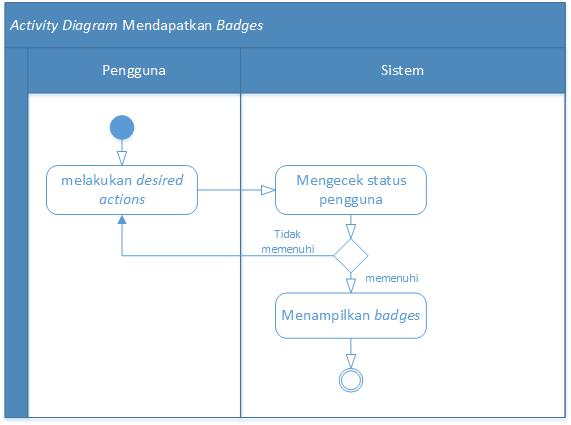 Activity Diagram Mendapatkan Badges
Pengguna
Sistem
melakukan desired
actions
Mengecek status
pengguna
Tidak
memenuhi
memenuhi
Menampilkan badges